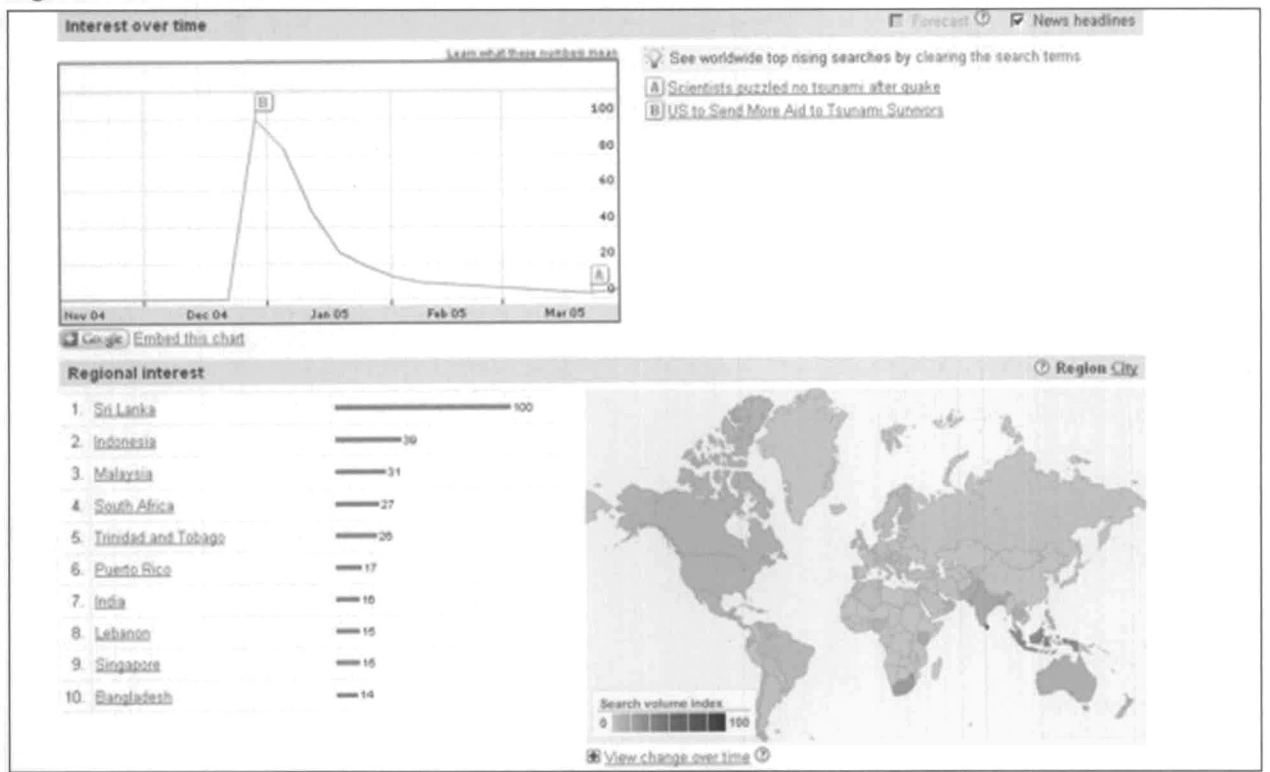 Interest over time
Forecast ? News headlines
Learn what these numbers mean
See worldwide top rising searches by clearing the search terms
A Scientists puzzled no tsunami after quake
B US to Send More Aid to Tsunami Survivors
B
100
80
60
40
20
A
0
Nov 04 Dec 04 Jan 05 Feb 05 Mar 05
Google Embed this chart
Regional interest
? Region City
1. Sri Lanka 100
2. Indonesia 39
3. Malaysia 31
4. South Africa 27
5. Trinidad and Tobago 26
6. Puerto Rico 17
7. India 16
8. Lebanon 15
9. Singapore 15
10. Bangladesh 14
Search volume index
0 100
View change over time ?